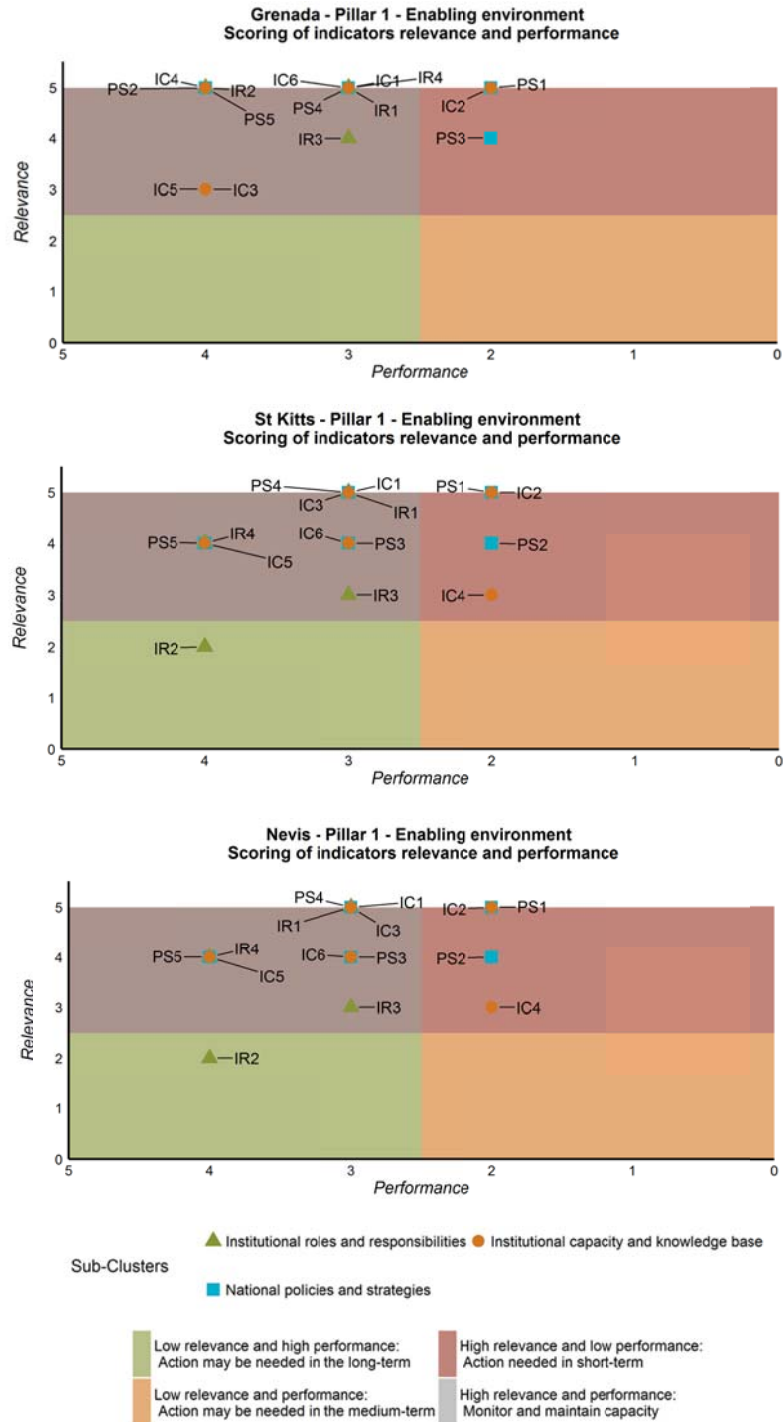 Grenada - Pillar 1 - Enabling environment
Scoring of indicators relevance and performance
IC4 IC6 IC1 IR4
PS2 IR2 PS1
5
PS5 PS4 IR1 IC2
4 IR3 PS3
3 IC5 IC3
2
1
0
5 4 3 2 1 0
Relevance
Performance
St Kitts - Pillar 1 - Enabling environment
Scoring of indicators relevance and performance
PS4 IC1 PS1 IC2
5
IC3 IR1
IR4 IC6
4 PS5 PS3 PS2
IC5
3 IR3 IC4
2 IR2
1
0
5 4 3 2 1 0
Relevance
Performance
Nevis - Pillar 1 - Enabling environment
Scoring of indicators relevance and performance
PS4 IC1
5 IC2 PS1
IR1 IC3
IR4 IC6
4 PS5 PS3 PS2
IC5
3 IR3 IC4
2 IR2
1
0
5 4 3 2 1 0
Relevance
Performance
Sub-Clusters
Institutional roles and responsibilities Institutional capacity and knowledge base
National policies and strategies
Low relevance and high performance:
Action may be needed in the long-term
High relevance and low performance:
Action needed in short-term
Low relevance and performance:
Action may be needed in the medium-term
High relevance and performance:
Monitor and maintain capacity